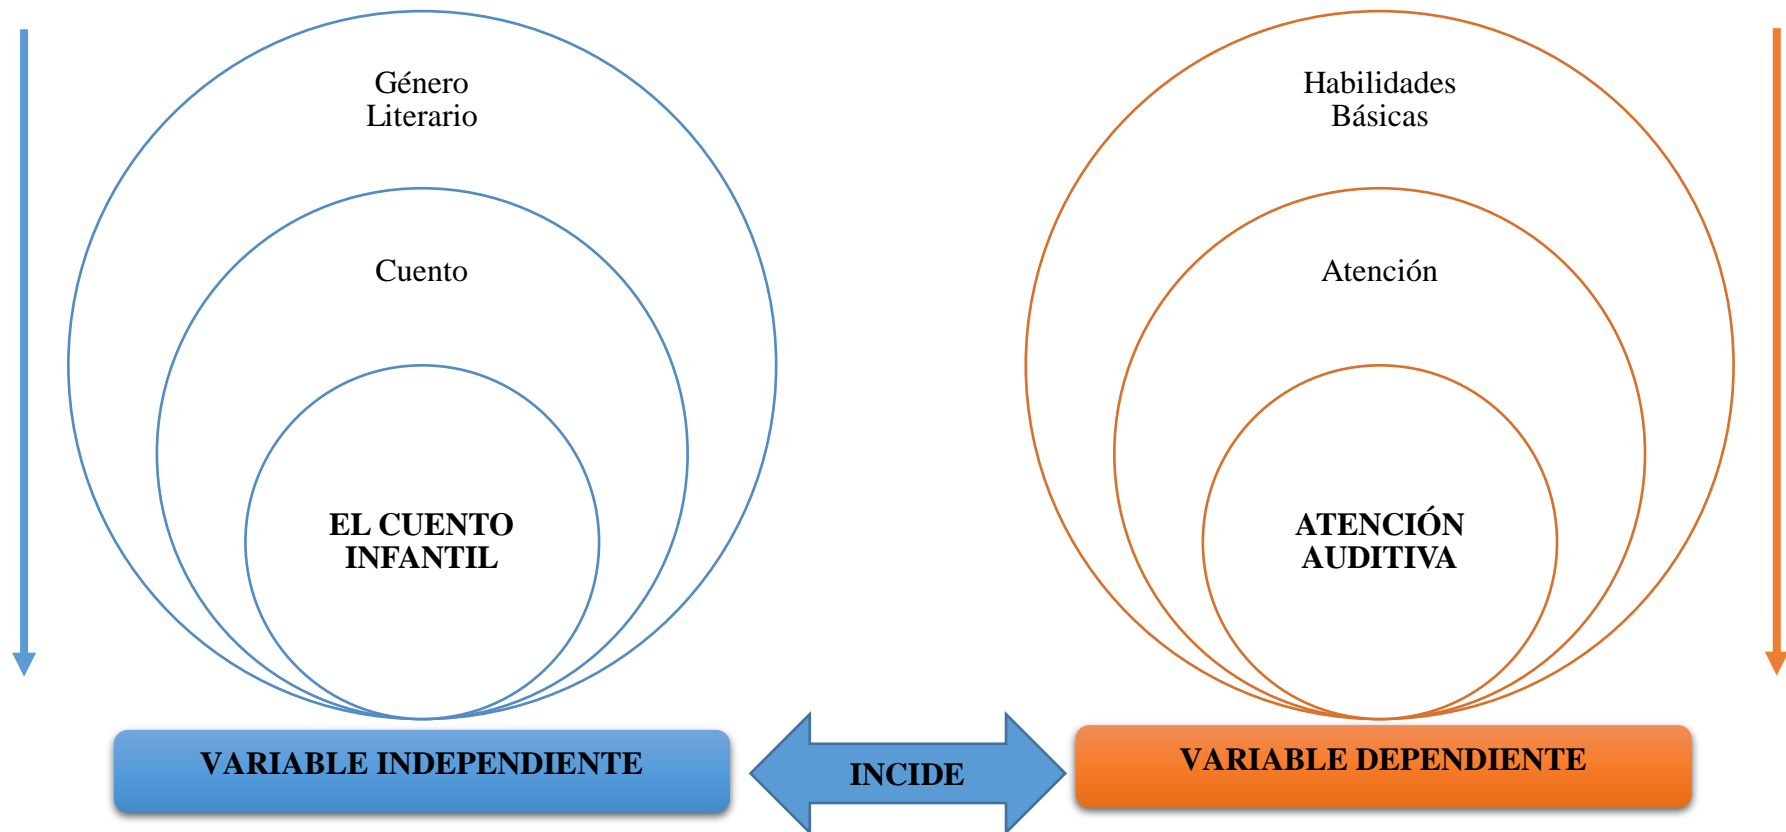 Género
Literario
Cuento
EL CUENTO
INFANTIL
VARIABLE INDEPENDIENTE
INCIDE
Habilidades
Básicas
Atención
ATENCIÓN
AUDITIVA
VARIABLE DEPENDIENTE